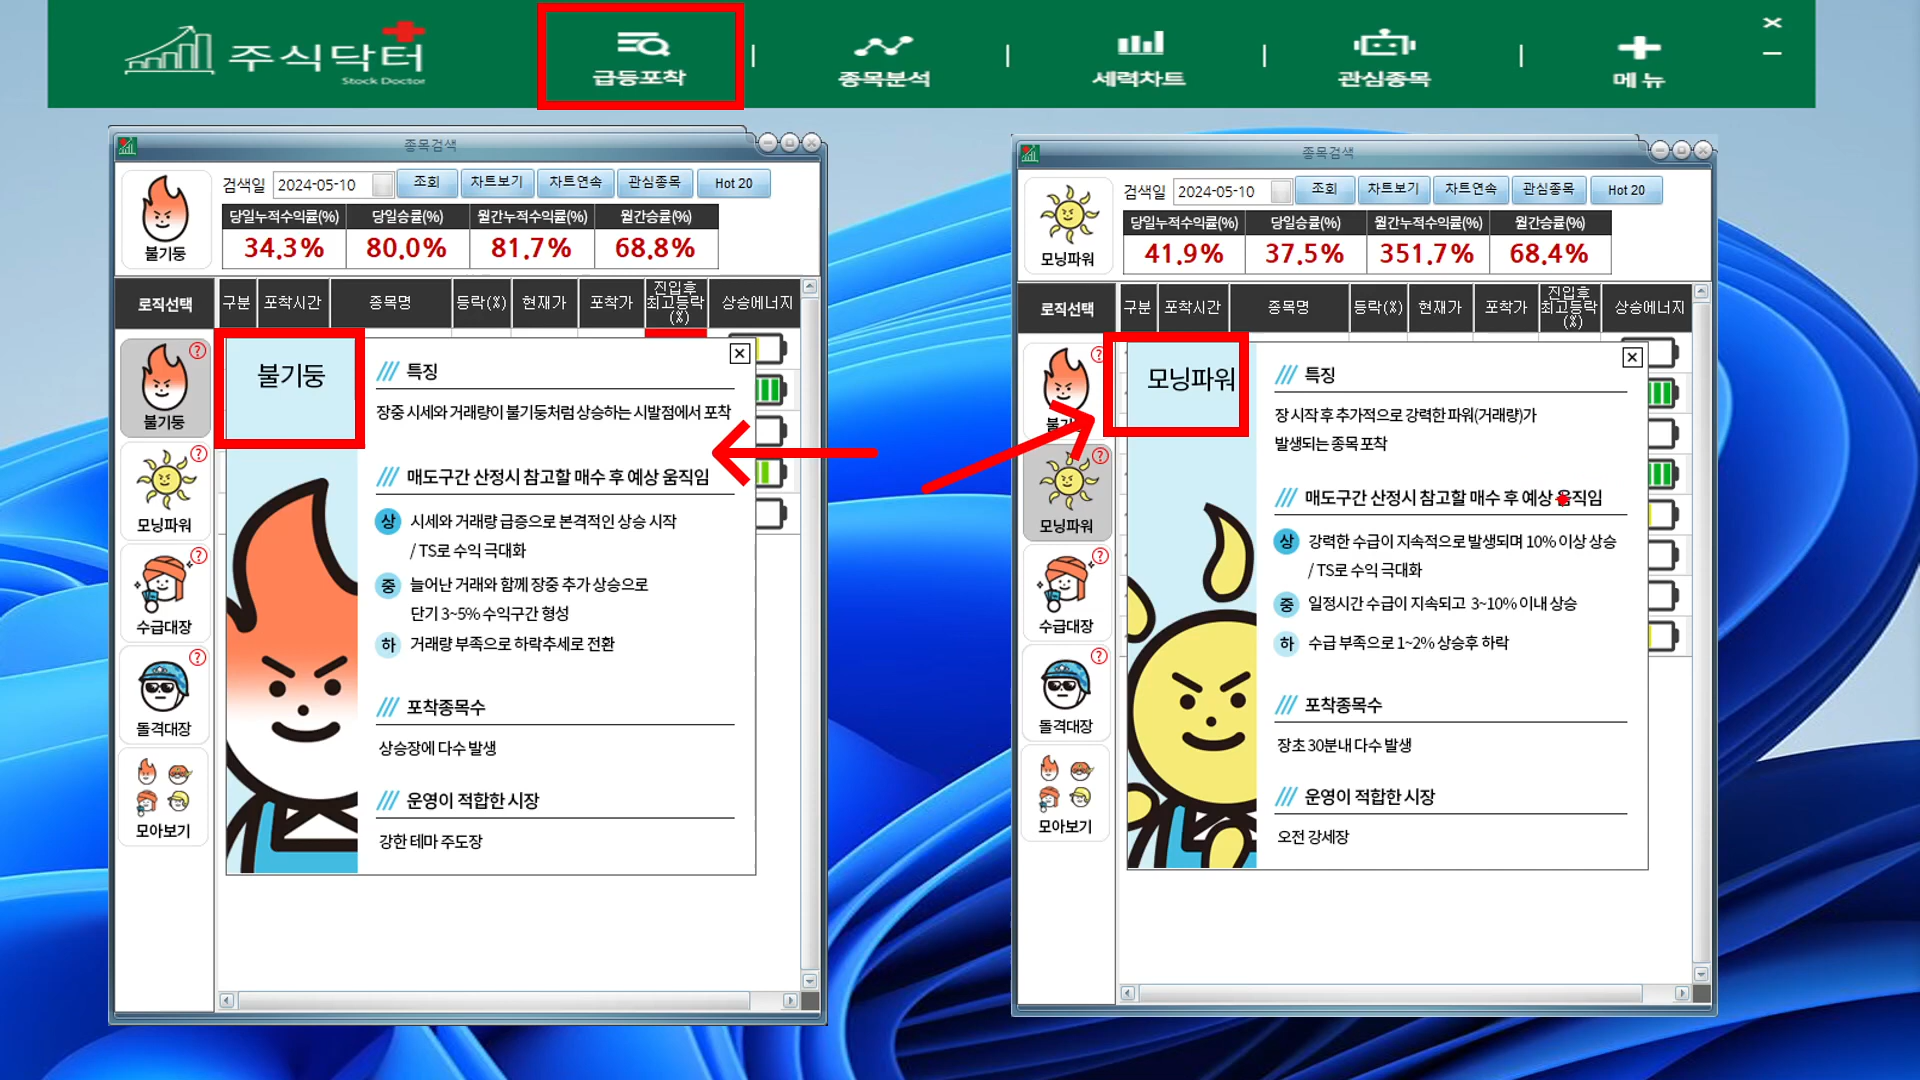 주식닥터
Stock Doctor
급등포착
종목분석
세력차트
관심종목
메뉴
종목검색
불기둥
검색일 2024-05-10 조회 차트보기 차트연속 관심종목 Hot 20
당일누적수익률(%) 당일승률(%) 월간누적수익률(%) 월간승률(%)
34.3% 80.0% 81.7% 68.8%
로직선택 구분 포착시간 종목명 등락(%) 현재가 포착가 진입후 최고등락 (%) 상승에너지
불기둥
모닝파워
수급대장
돌격대장
모아보기
불기둥
특징
장중 시세와 거래량이 불기둥처럼 상승하는 시발점에서 포착
매도구간 산정시 참고할 매수 후 예상 움직임
상 시세와 거래량 급증으로 본격적인 상승 시작
/ TS로 수익 극대화
중 늘어난 거래와 함께 장중 추가 상승으로
단기 3~5% 수익구간 형성
하 거래량 부족으로 하락추세로 전환
포착종목수
상승장에 다수 발생
운영이 적합한 시장
강한 테마 주도장
종목검색
모닝파워
검색일 2024-05-10 조회 차트보기 차트연속 관심종목 Hot 20
당일누적수익률(%) 당일승률(%) 월간누적수익률(%) 월간승률(%)
41.9% 37.5% 351.7% 68.4%
로직선택 구분 포착시간 종목명 등락(%) 현재가 포착가 진입후 최고등락 (%) 상승에너지
모닝파워
수급대장
돌격대장
모아보기
모닝파워
특징
장 시작 후 추가적으로 강력한 파워(거래량)가
발생되는 종목 포착
매도구간 산정시 참고할 매수 후 예상 움직임
상 강력한 수급이 지속적으로 발생되며 10% 이상 상승
/ TS로 수익 극대화
중 일정시간 수급이 지속되고 3~10% 이내 상승
하 수급 부족으로 1~2% 상승후 하락
포착종목수
장초 30분내 다수 발생
운영이 적합한 시장
오전 강세장